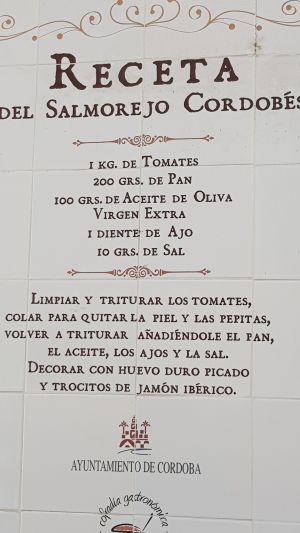 RECETA
DEL SALMOREJO CORDOBÉS
1 KG. DE TOMATES
200 GRS. DE PAN
100 GRS. DE ACEITE DE OLIVA
VIRGEN EXTRA
1 DIENTE DE AJO
10 GRS. DE SAL
LIMPIAR Y TRITURAR LOS TOMATES,
COLAR PARA QUITAR LA PIEL Y LAS PEPITAS,
VOLVER A TRITURAR AÑADIÉNDOLE EL PAN,
EL ACEITE, LOS AJOS Y LA SAL.
DECORAR CON HUEVO DURO PICADO
Y TROCITOS DE JAMÓN IBÉRICO.
AYUNTAMIENTO DE CORDOBA
cofradía gastronómica